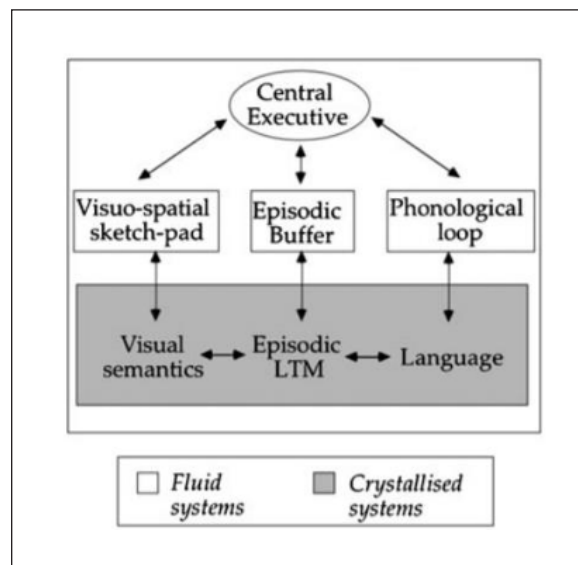 Central
Executive
Visuo-spatial
sketch-pad
Episodic
Buffer
Phonological
loop
Visual
semantics
Episodic
LTM
Language
Fluid
systems
Crystallised
systems